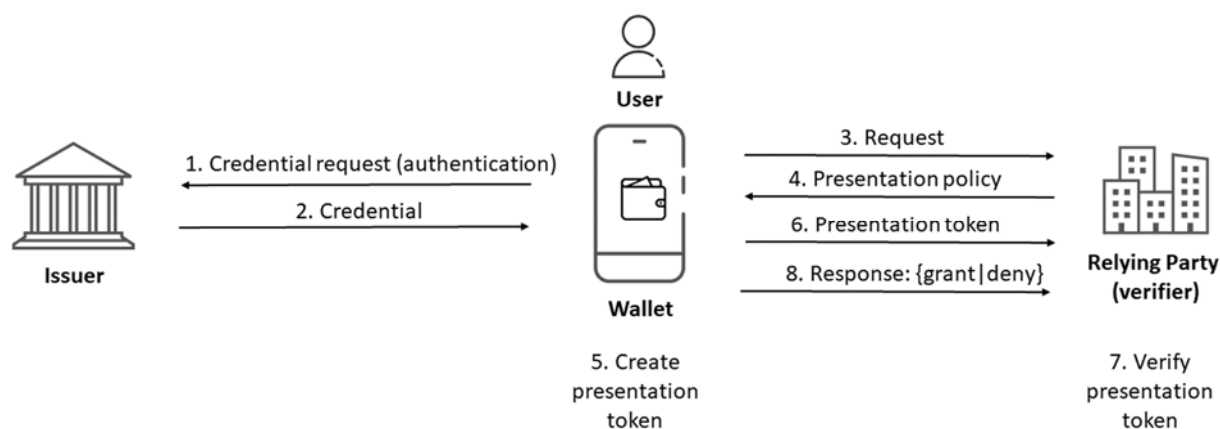 User
1. Credential request (authentication)
2. Credential
3. Request
4. Presentation policy
6. Presentation token
8. Response: {grant|deny}
Issuer
Wallet
Relying Party
(verifier)
5. Create
presentation
token
7. Verify
presentation
token